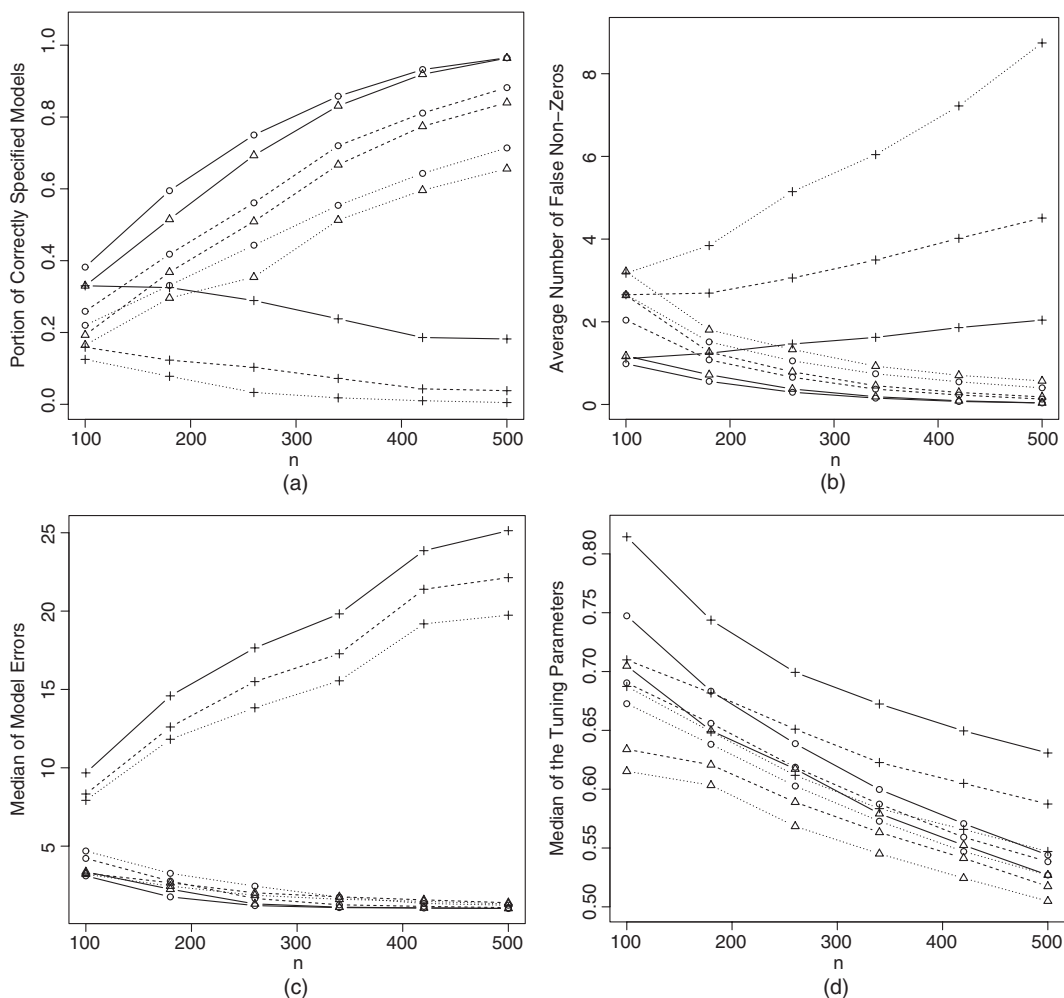 Portion of Correctly Specified Models
1.0
0.8
0.6
0.4
0.2
0.0
100 200 300 400 500
n
(a)
Average Number of False Non−Zeros
8
6
4
2
0
100 200 300 400 500
n
(b)
Median of Model Errors
25
20
15
10
5
100 200 300 400 500
n
(c)
Median of the Tuning Parameters
0.80
0.75
0.70
0.65
0.60
0.55
0.50
100 200 300 400 500
n
(d)